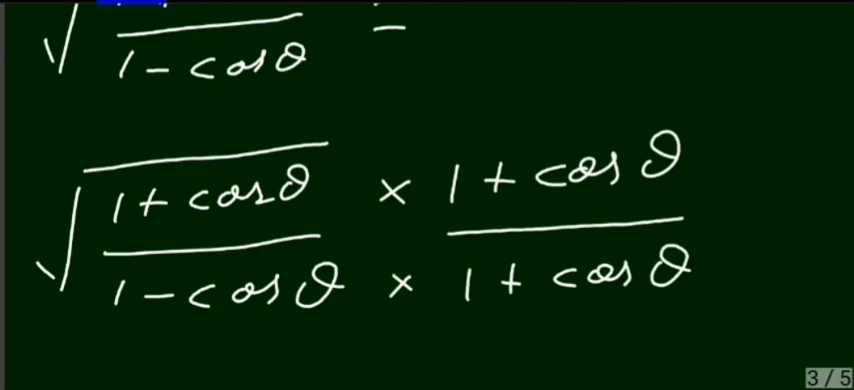 √ 1 - cosθ =
√ 1 + cosθ × 1 + cosθ
1 - cosθ × 1 + cosθ
3 / 5